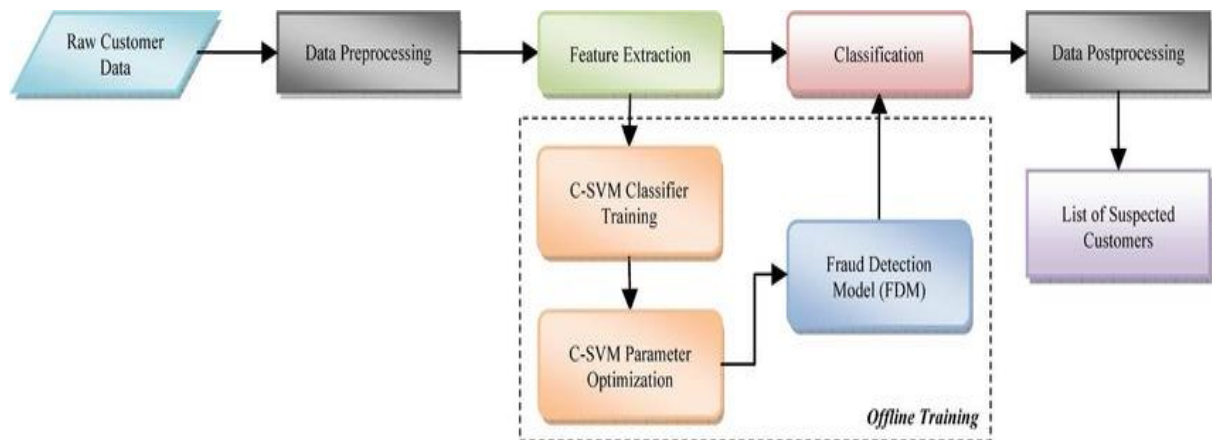 Raw Customer
Data
Data Preprocessing
Feature Extraction
Classification
Data Postprocessing
C-SVM Classifier
Training
C-SVM Parameter
Optimization
Fraud Detection
Model (FDM)
List of Suspected
Customers
Offline Training